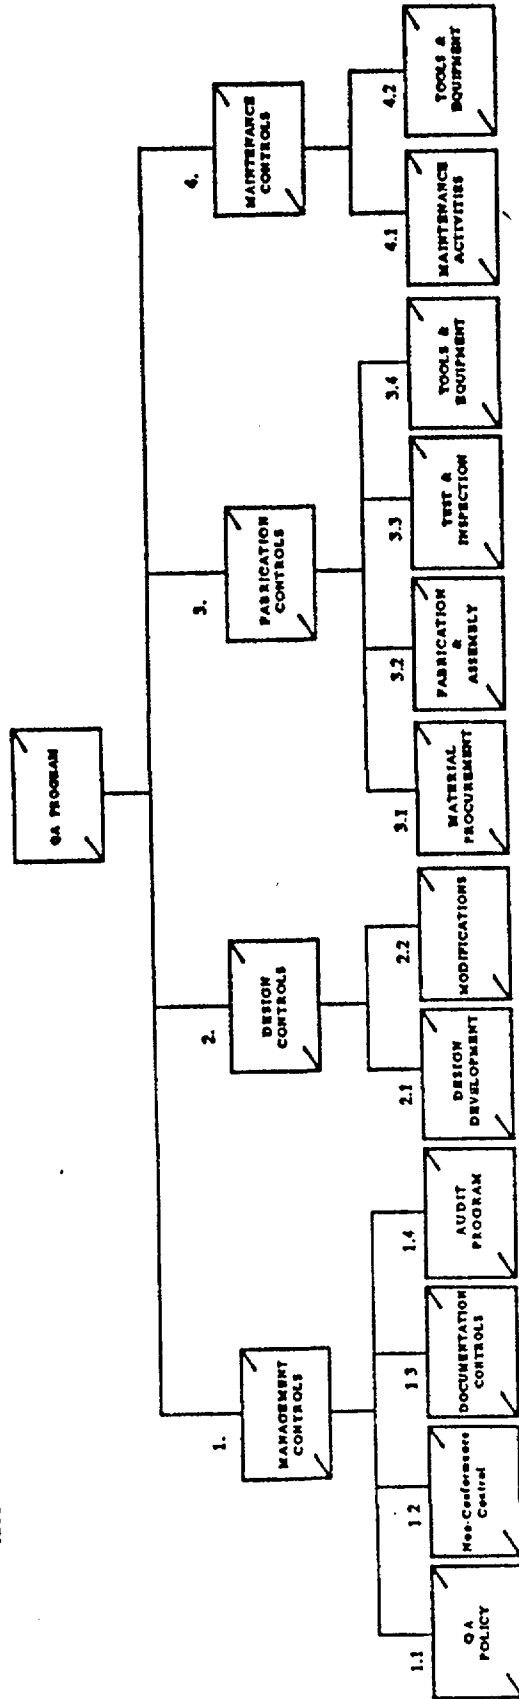 QA PROGRAM
1.
MANAGEMENT
CONTROLS
2.
DESIGN
CONTROLS
3.
FABRICATION
CONTROLS
4.
MAINTENANCE
CONTROLS
1.1
QA
POLICY
1 2
Non-Conformance
Control
1 3
DOCUMENTATION
CONTROLS
1.4
AUDIT
PROGRAM
2.1
DESIGN
DEVELOPMENT
2.2
MODIFICATIONS
3.1
MATERIAL
PROCUREMENT
3.2
FABRICATION
&
ASSEMBLY
3.3
TEST &
INSPECTION
3.4
TOOLS &
EQUIPMENT
4.1
MAINTENANCE
ACTIVITIES
4.2
TOOLS &
EQUIPMENT